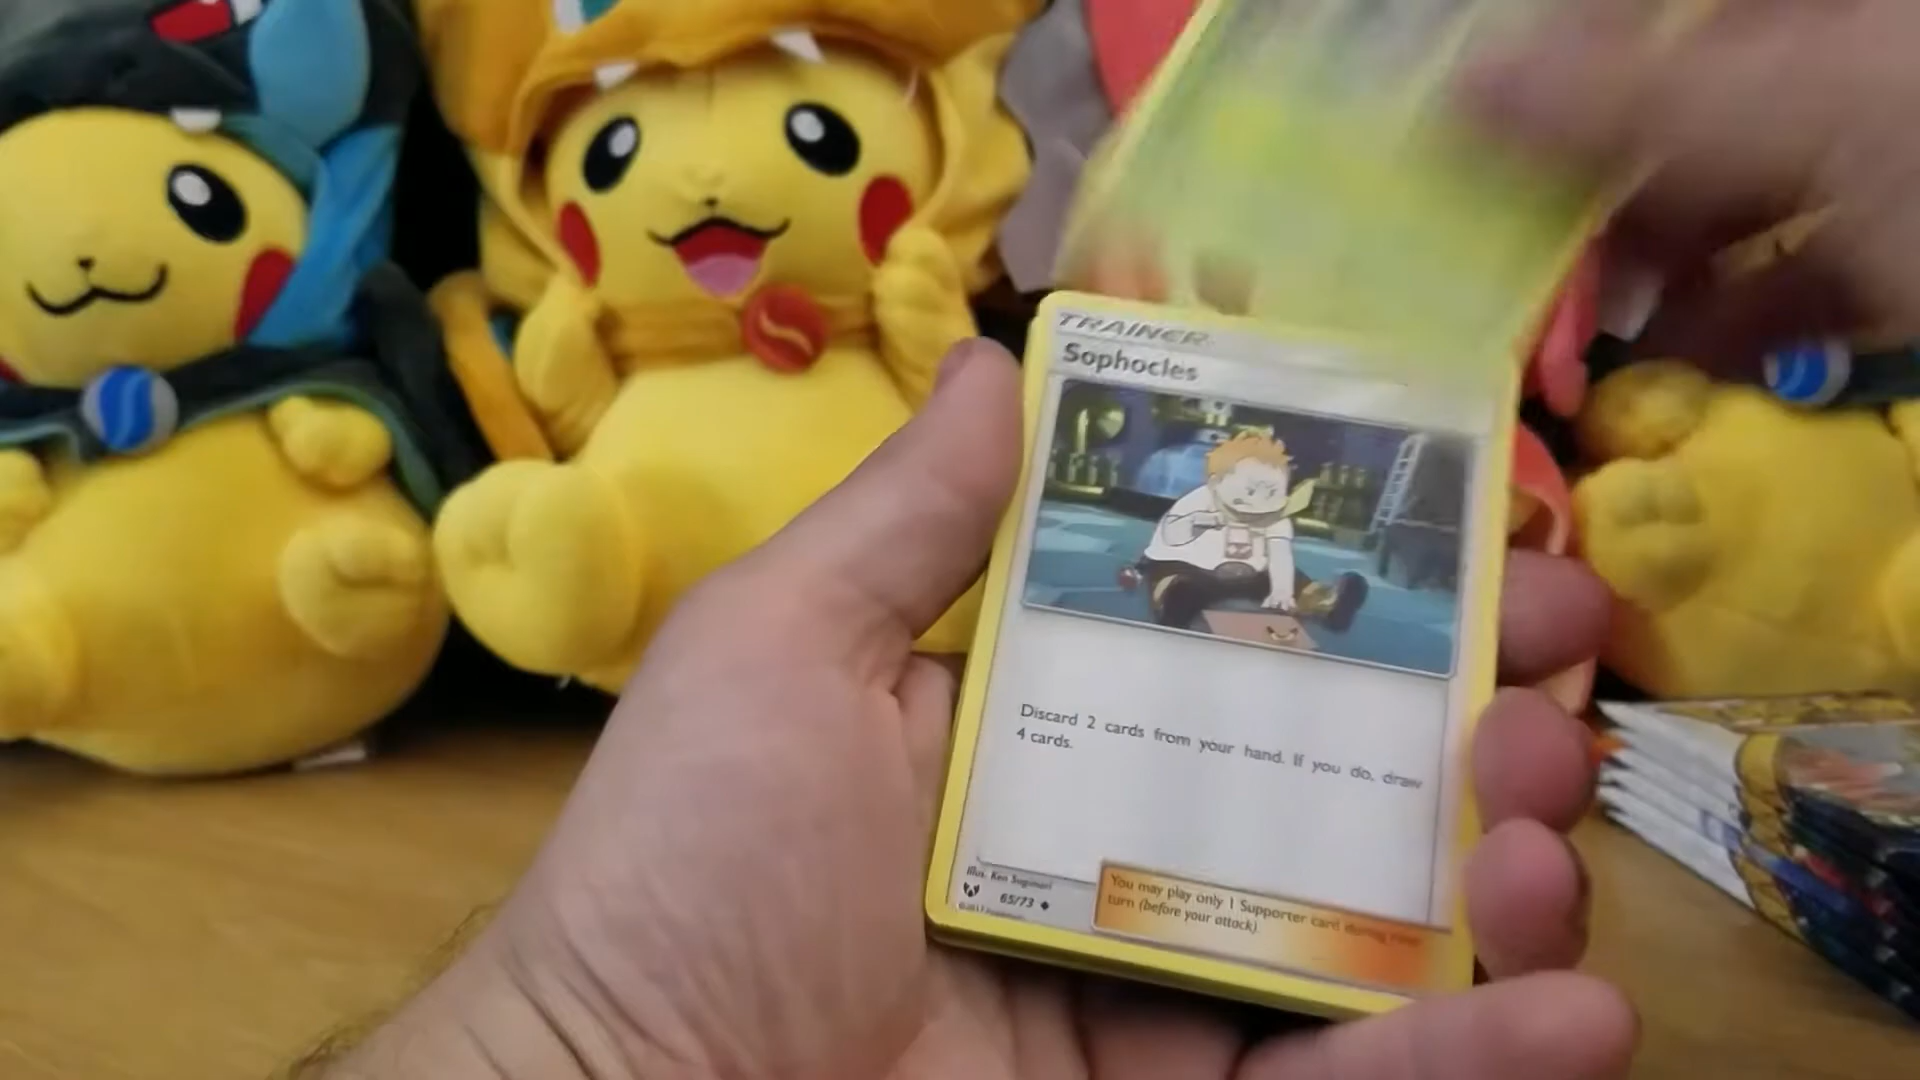 TRAINER
Sophocles
Discard 2 cards from your hand. If you do, draw
4 cards.
Illus. Ken Sugimori
65/73
You may play only 1 Supporter card during your
turn (before your attack).